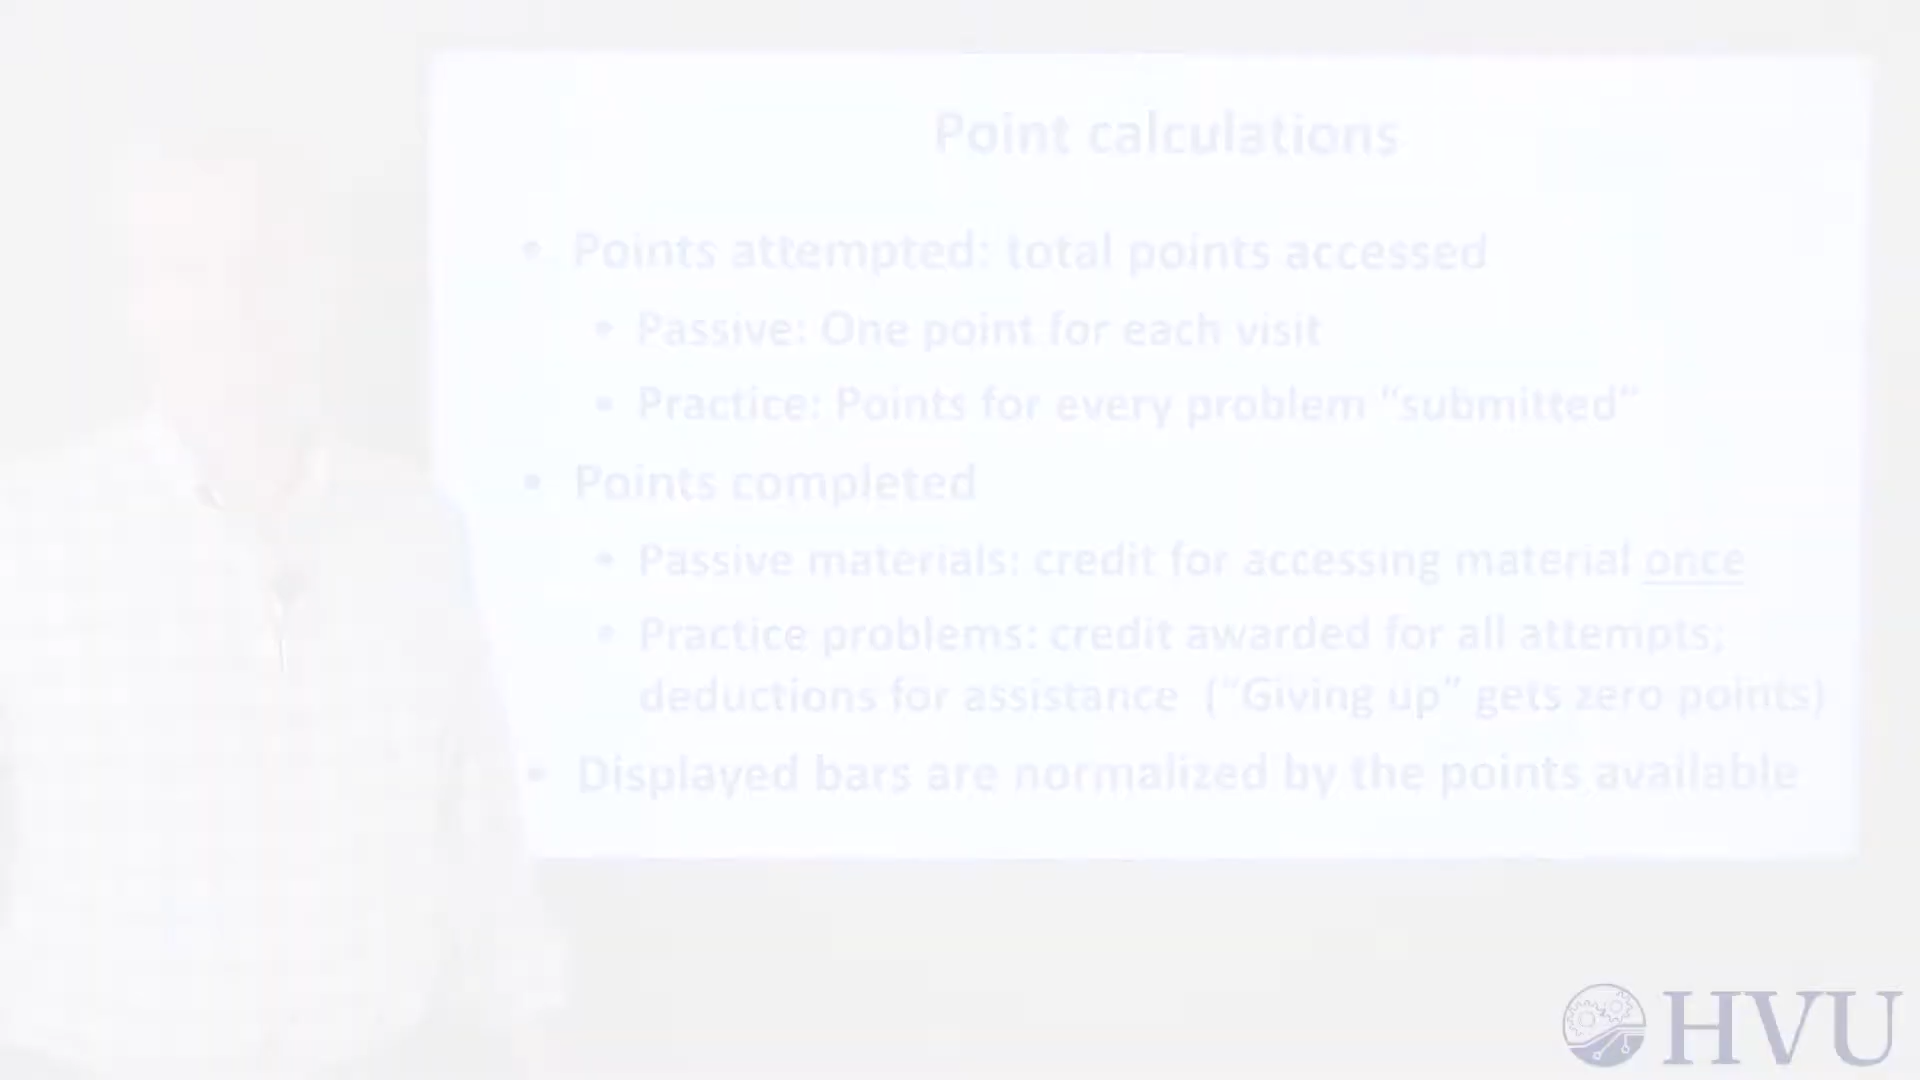 Point calculations
• Points attempted: total points accessed
• Passive: One point for each visit
• Practice: Points for every problem “submitted”
• Points completed
• Passive materials: credit for accessing material once
• Practice problems: credit awarded for all attempts;
deductions for assistance (“Giving up” gets zero points)
• Displayed bars are normalized by the points available
HVU